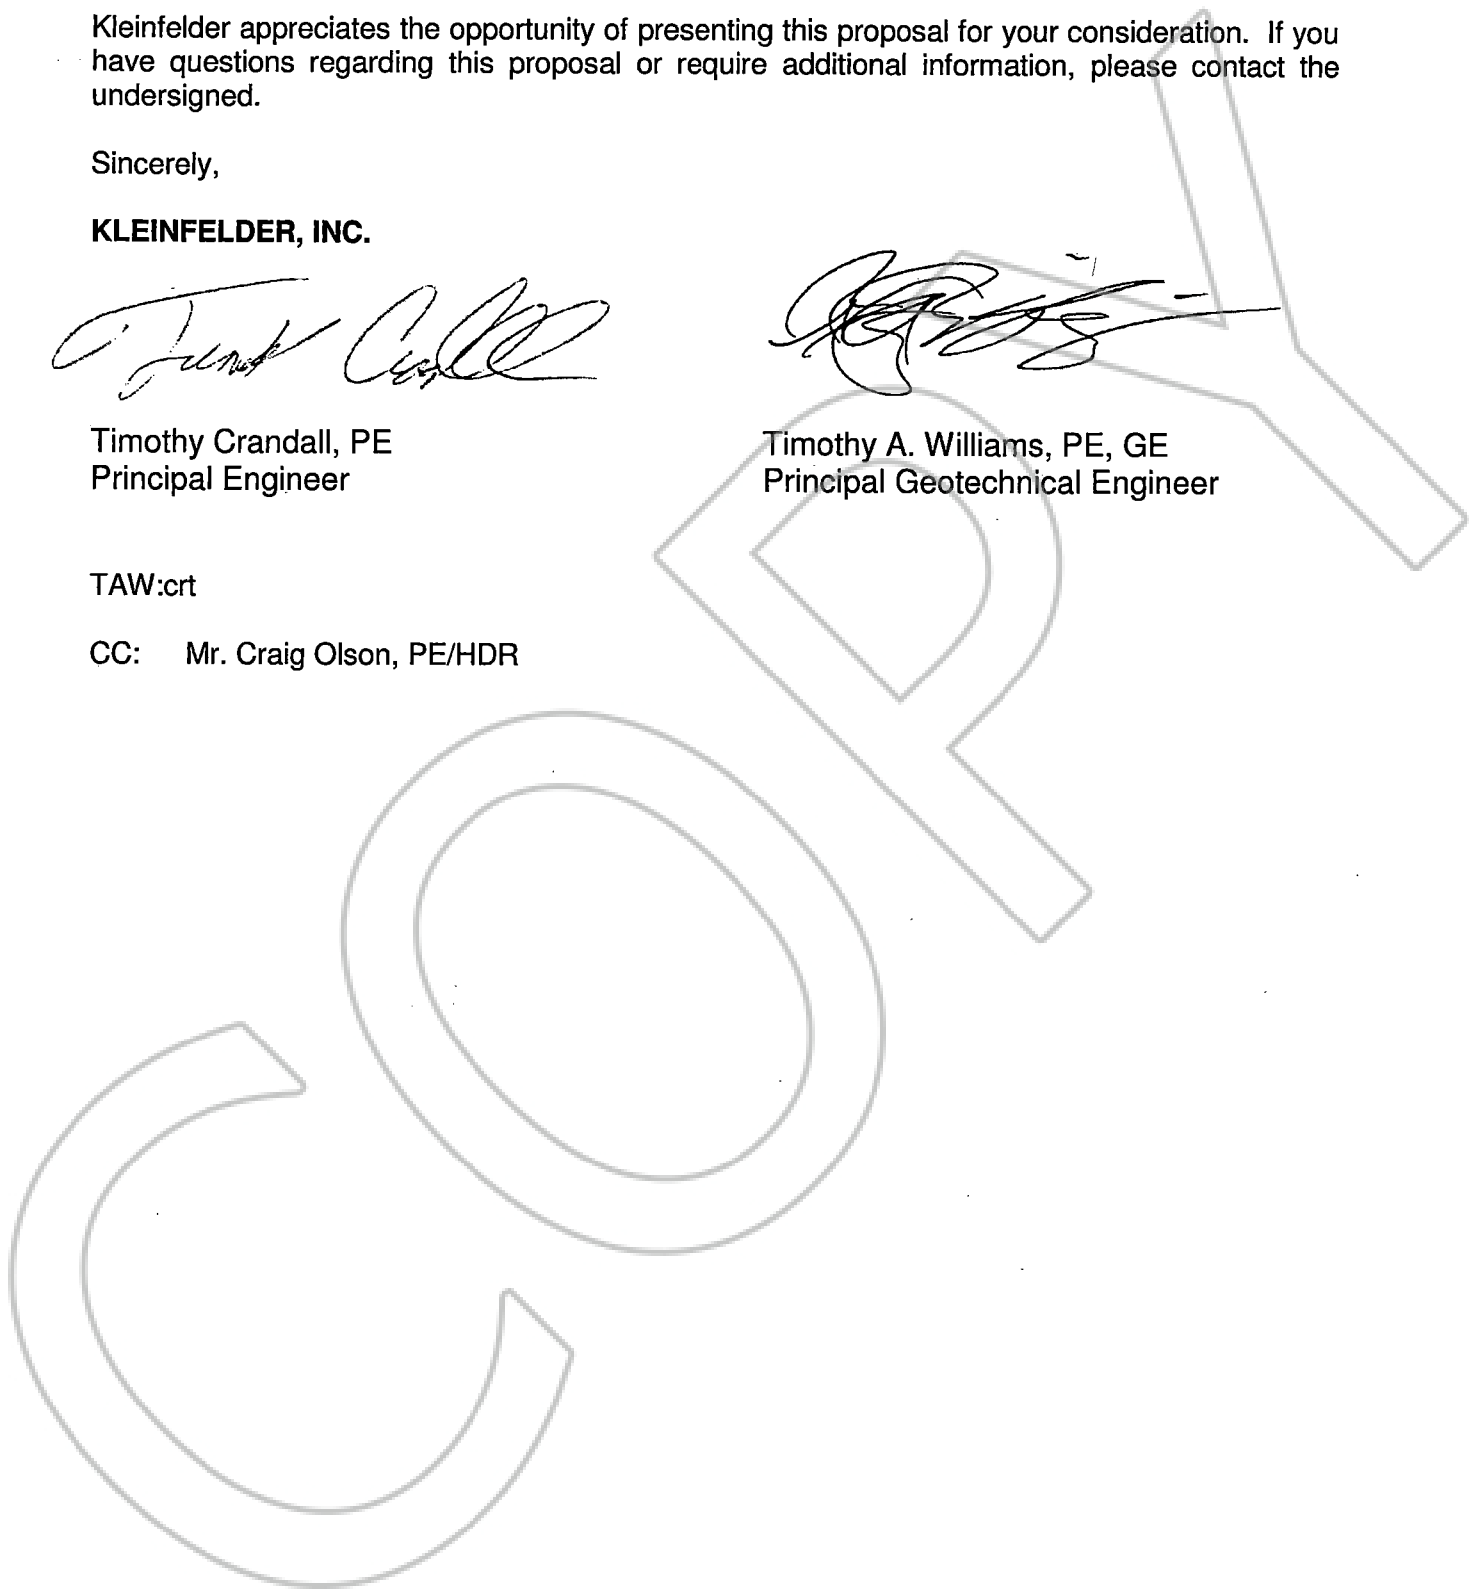 Kleinfelder appreciates the opportunity of presenting this proposal for your consideration. If you
have questions regarding this proposal or require additional information, please contact the
undersigned.
Sincerely,
KLEINFELDER, INC.
Timothy Crandall, PE
Principal Engineer
Timothy A. Williams, PE, GE
Principal Geotechnical Engineer
TAW:crt
CC: Mr. Craig Olson, PE/HDR
COPY